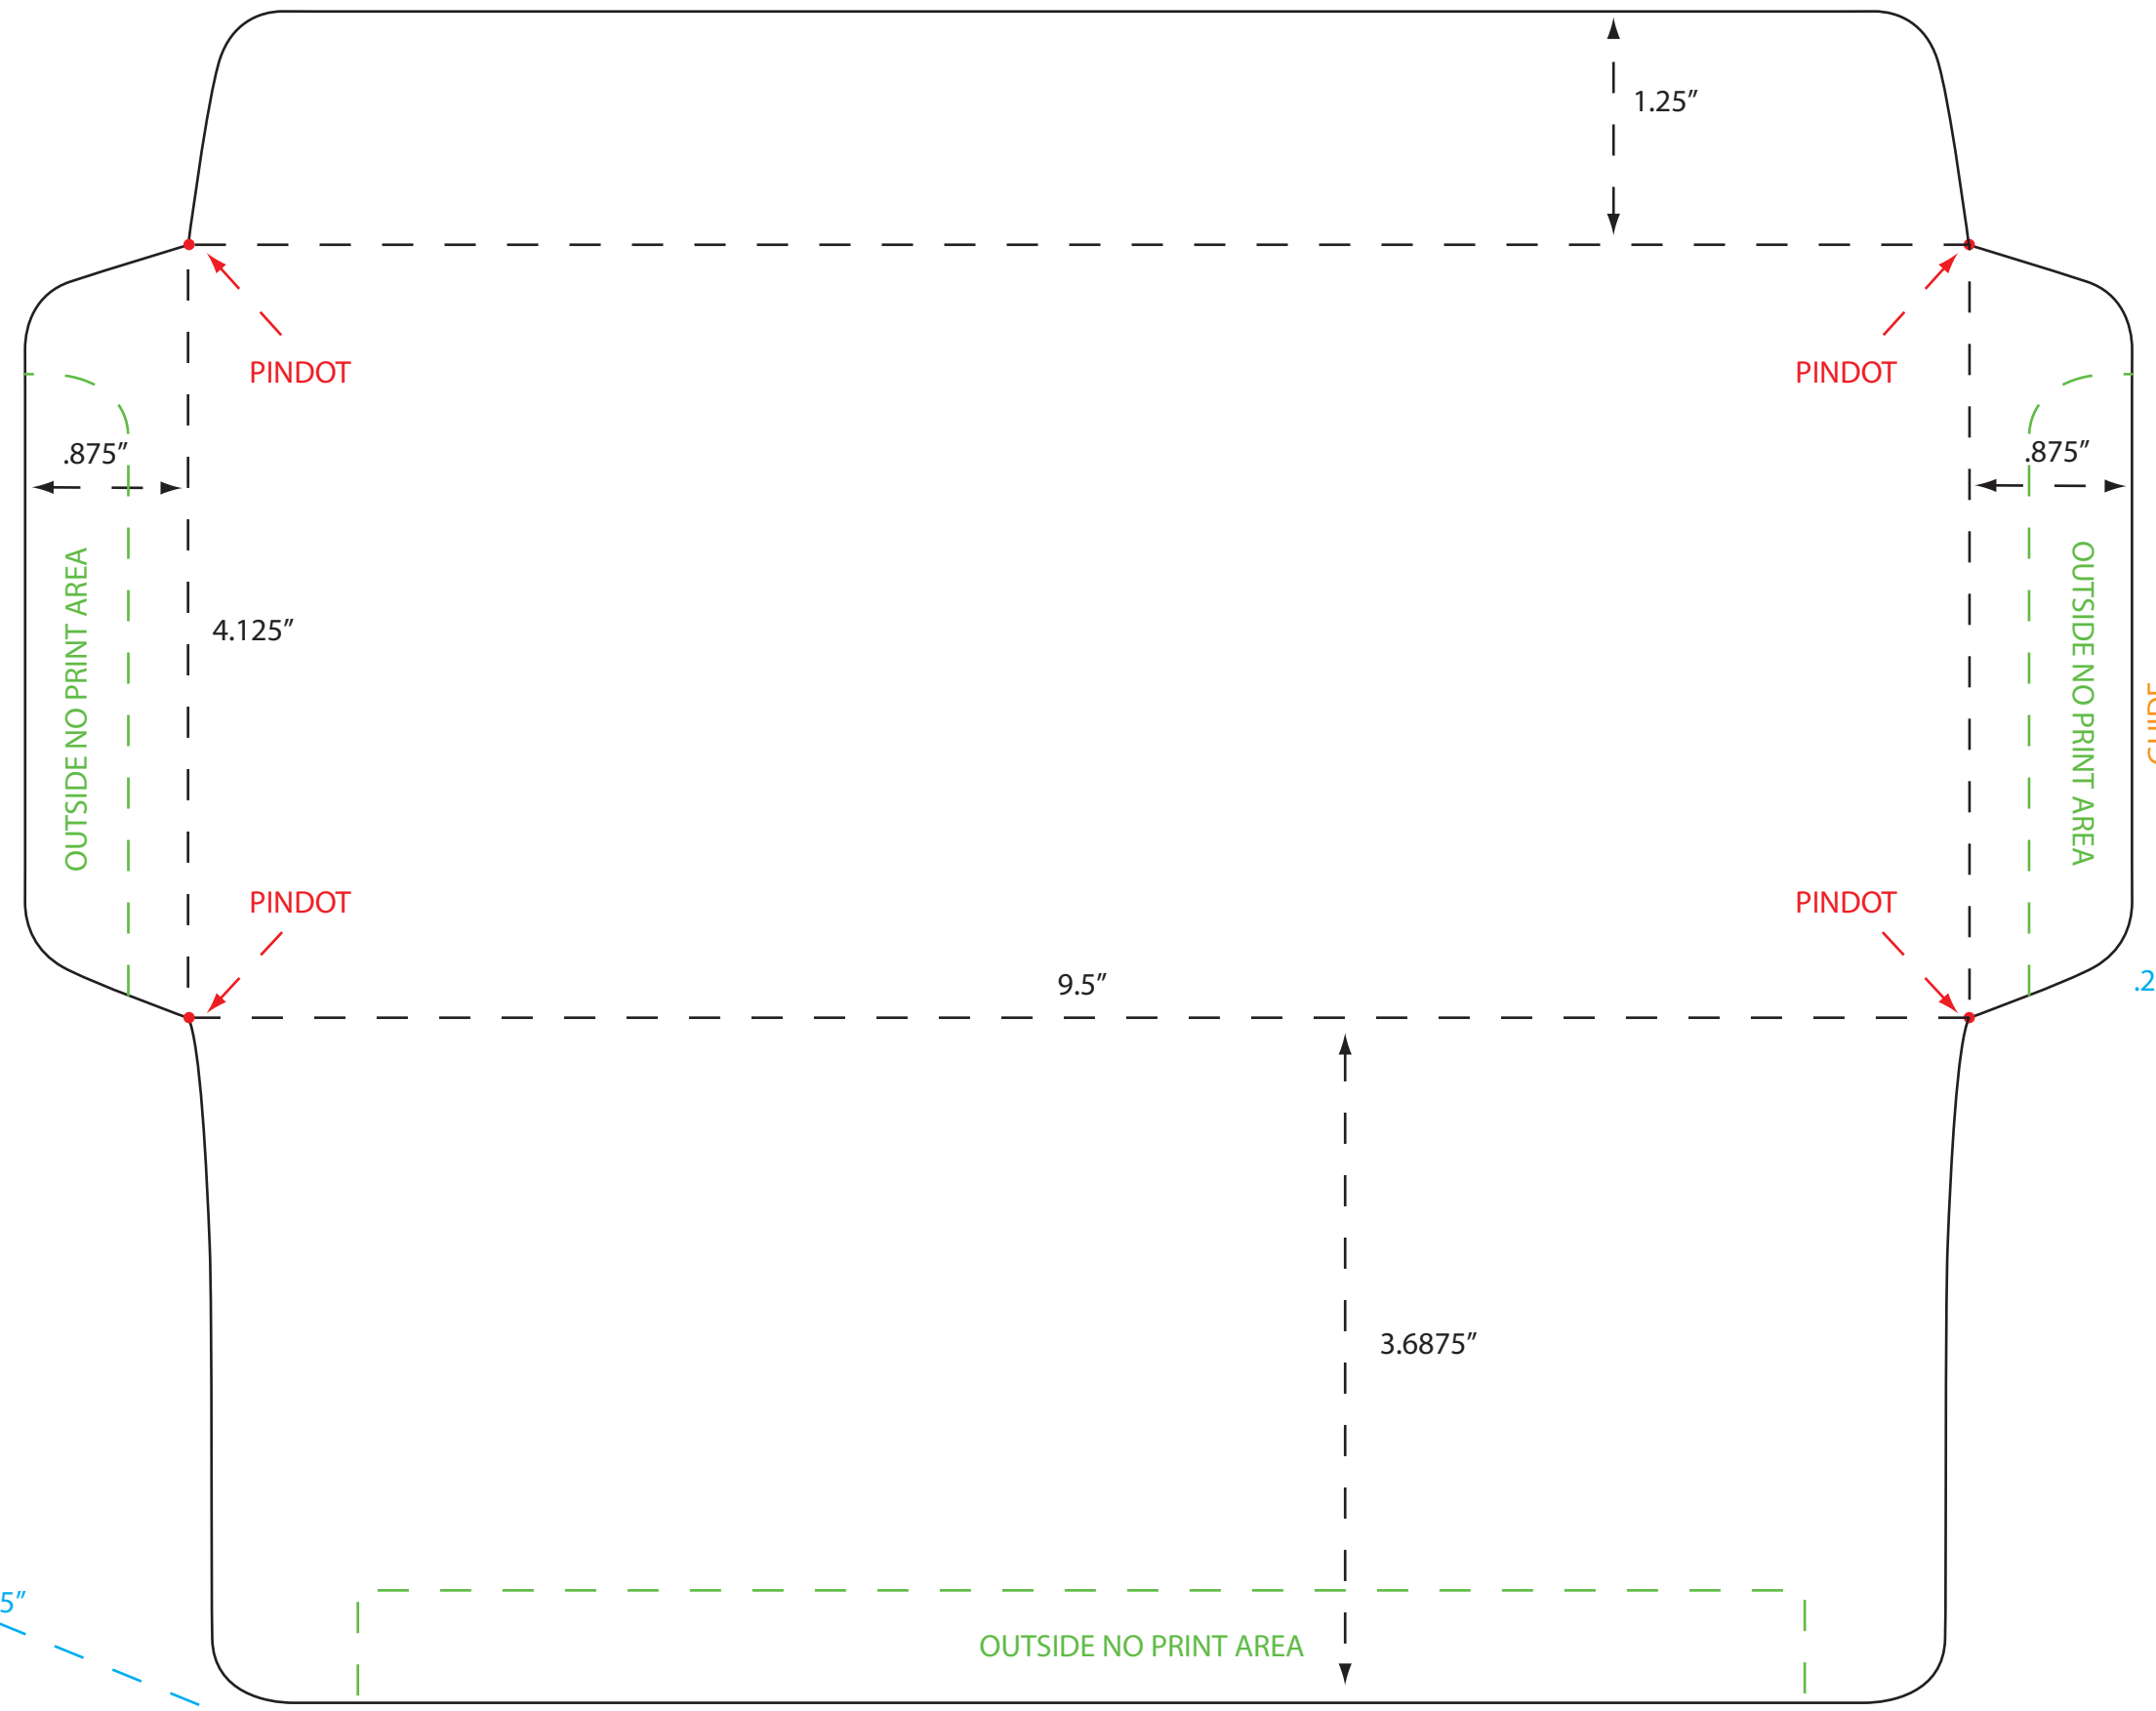 1.25″
PINDOT
PINDOT
.875″
.875″
OUTSIDE NO PRINT AREA
4.125″
OUTSIDE NO PRINT AREA
PINDOT
PINDOT
9.5″
.2
3.6875″
5″
OUTSIDE NO PRINT AREA